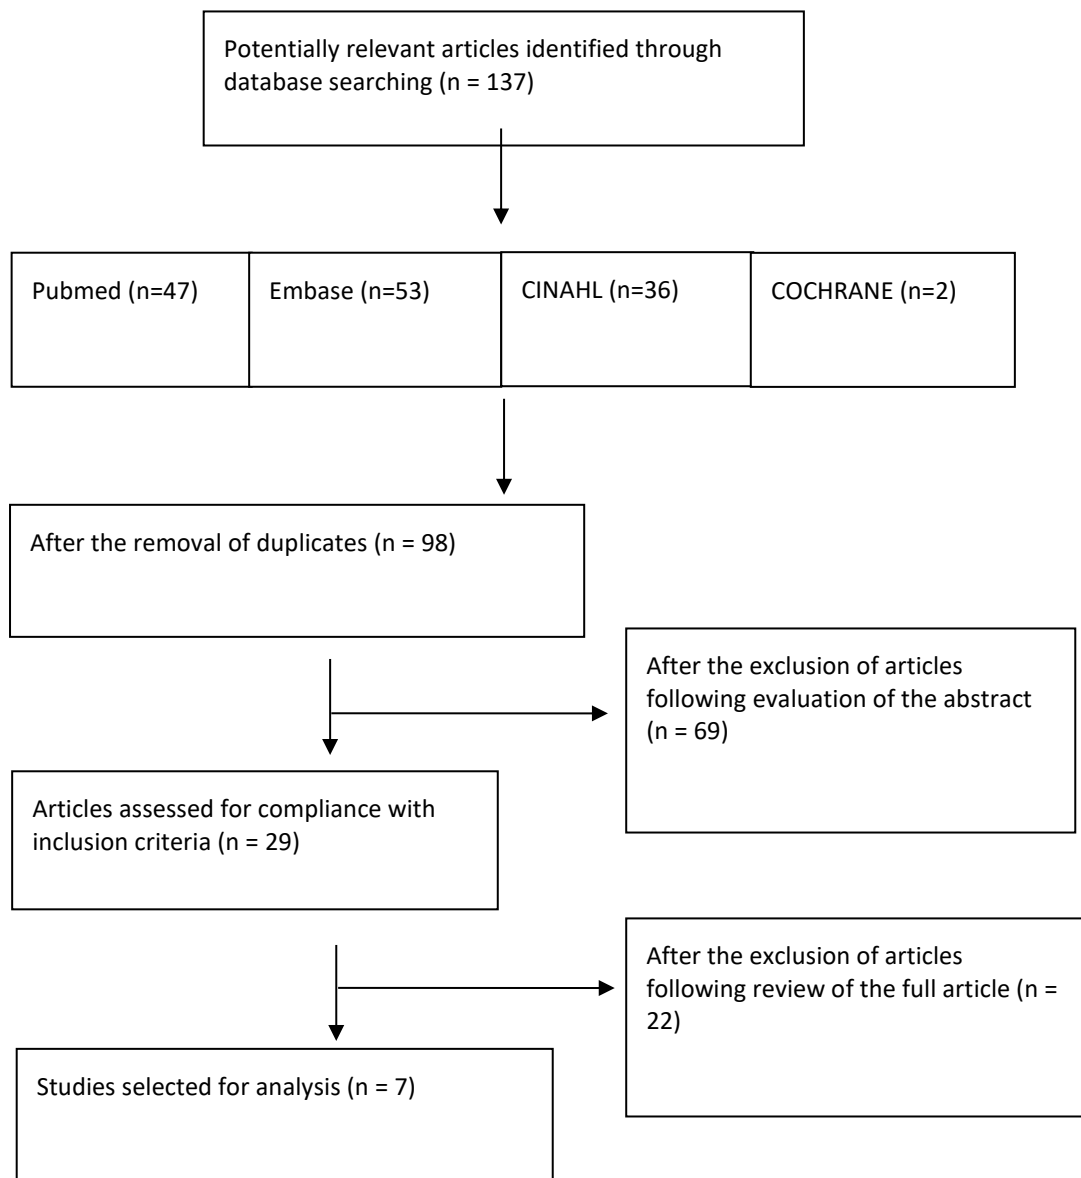 Potentially relevant articles identified through
database searching (n = 137)
Pubmed (n=47)
Embase (n=53)
CINAHL (n=36)
COCHRANE (n=2)
After the removal of duplicates (n = 98)
After the exclusion of articles
following evaluation of the abstract
(n = 69)
Articles assessed for compliance with
inclusion criteria (n = 29)
After the exclusion of articles
following review of the full article (n =
22)
Studies selected for analysis (n = 7)